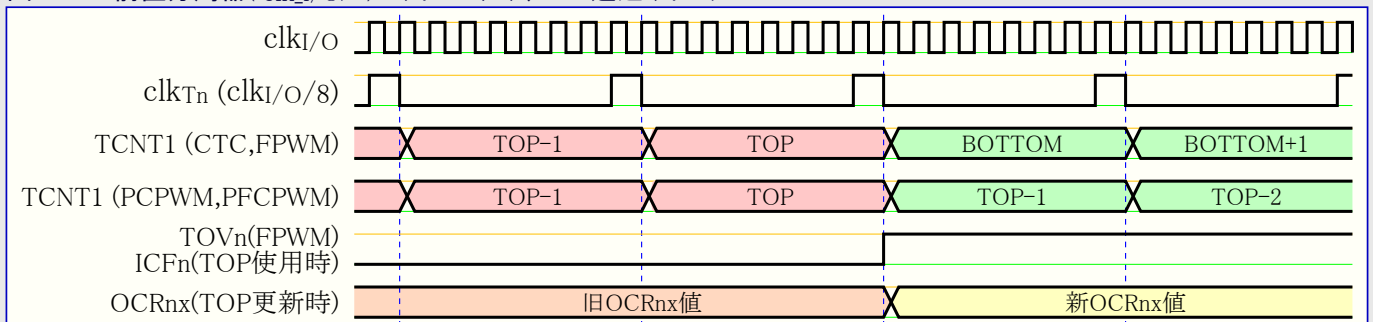 clkI/O
clkTn (clkI/O/8)
TCNT1 (CTC,FPWM) TOP-1 TOP BOTTOM BOTTOM+1
TCNT1 (PCPWM,PFCPWM) TOP-1 TOP TOP-1 TOP-2
TOVn(FPWM)
ICFn(TOP使用時)
OCRnx(TOP更新時) 旧OCRnx値 新OCRnx値